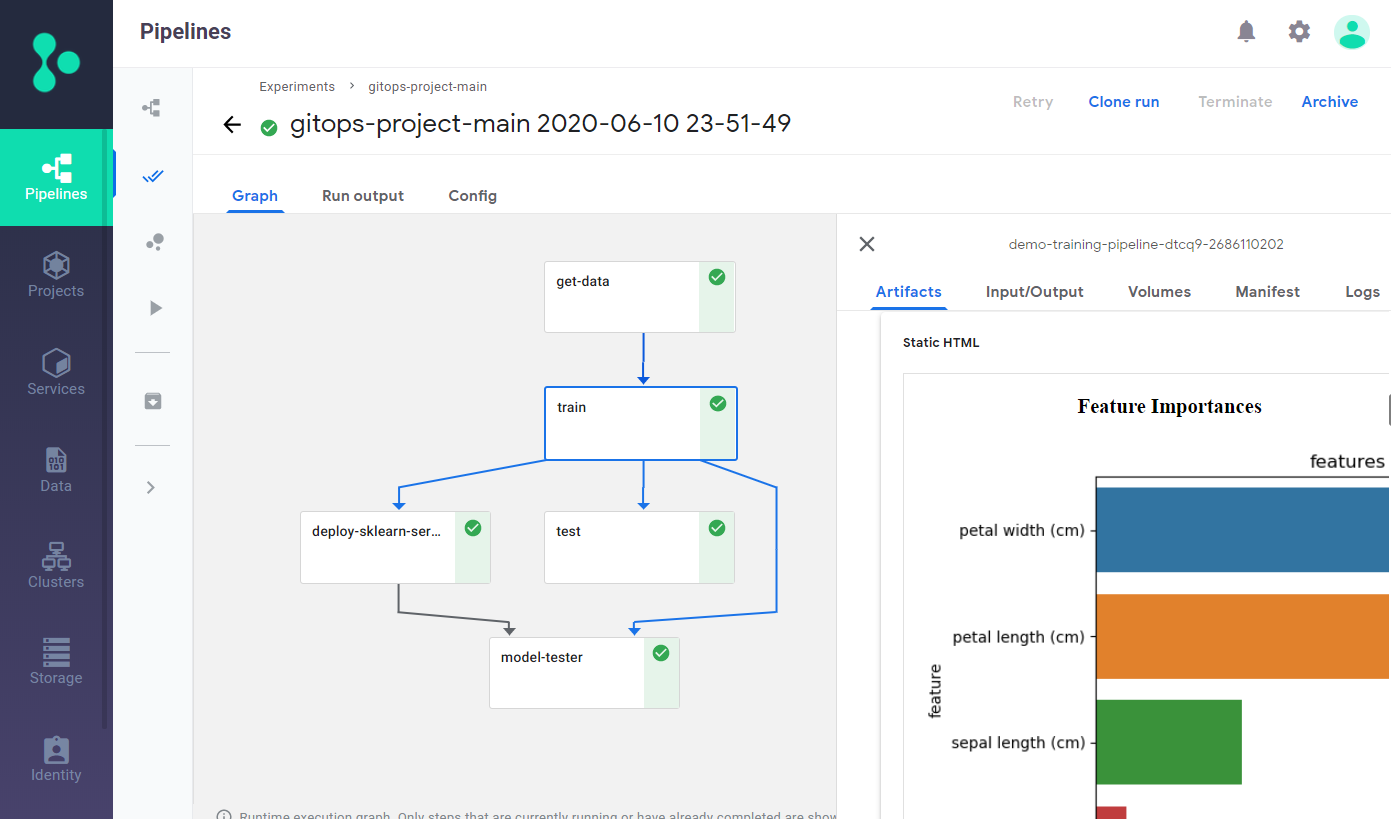 Pipelines
Experiments > gitops-project-main
gitops-project-main 2020-06-10 23-51-49
Retry Clone run Terminate Archive
Pipelines
Projects
Services
Data
Clusters
Storage
Identity
Graph Run output Config
get-data
train
deploy-sklearn-ser...
test
model-tester
Runtime execution graph. Only steps that are currently running or have already completed are show
demo-training-pipeline-dtcq9-2686110202
Artifacts Input/Output Volumes Manifest Logs
Static HTML
Feature Importances
features
petal width (cm)
petal length (cm)
sepal length (cm)
feature